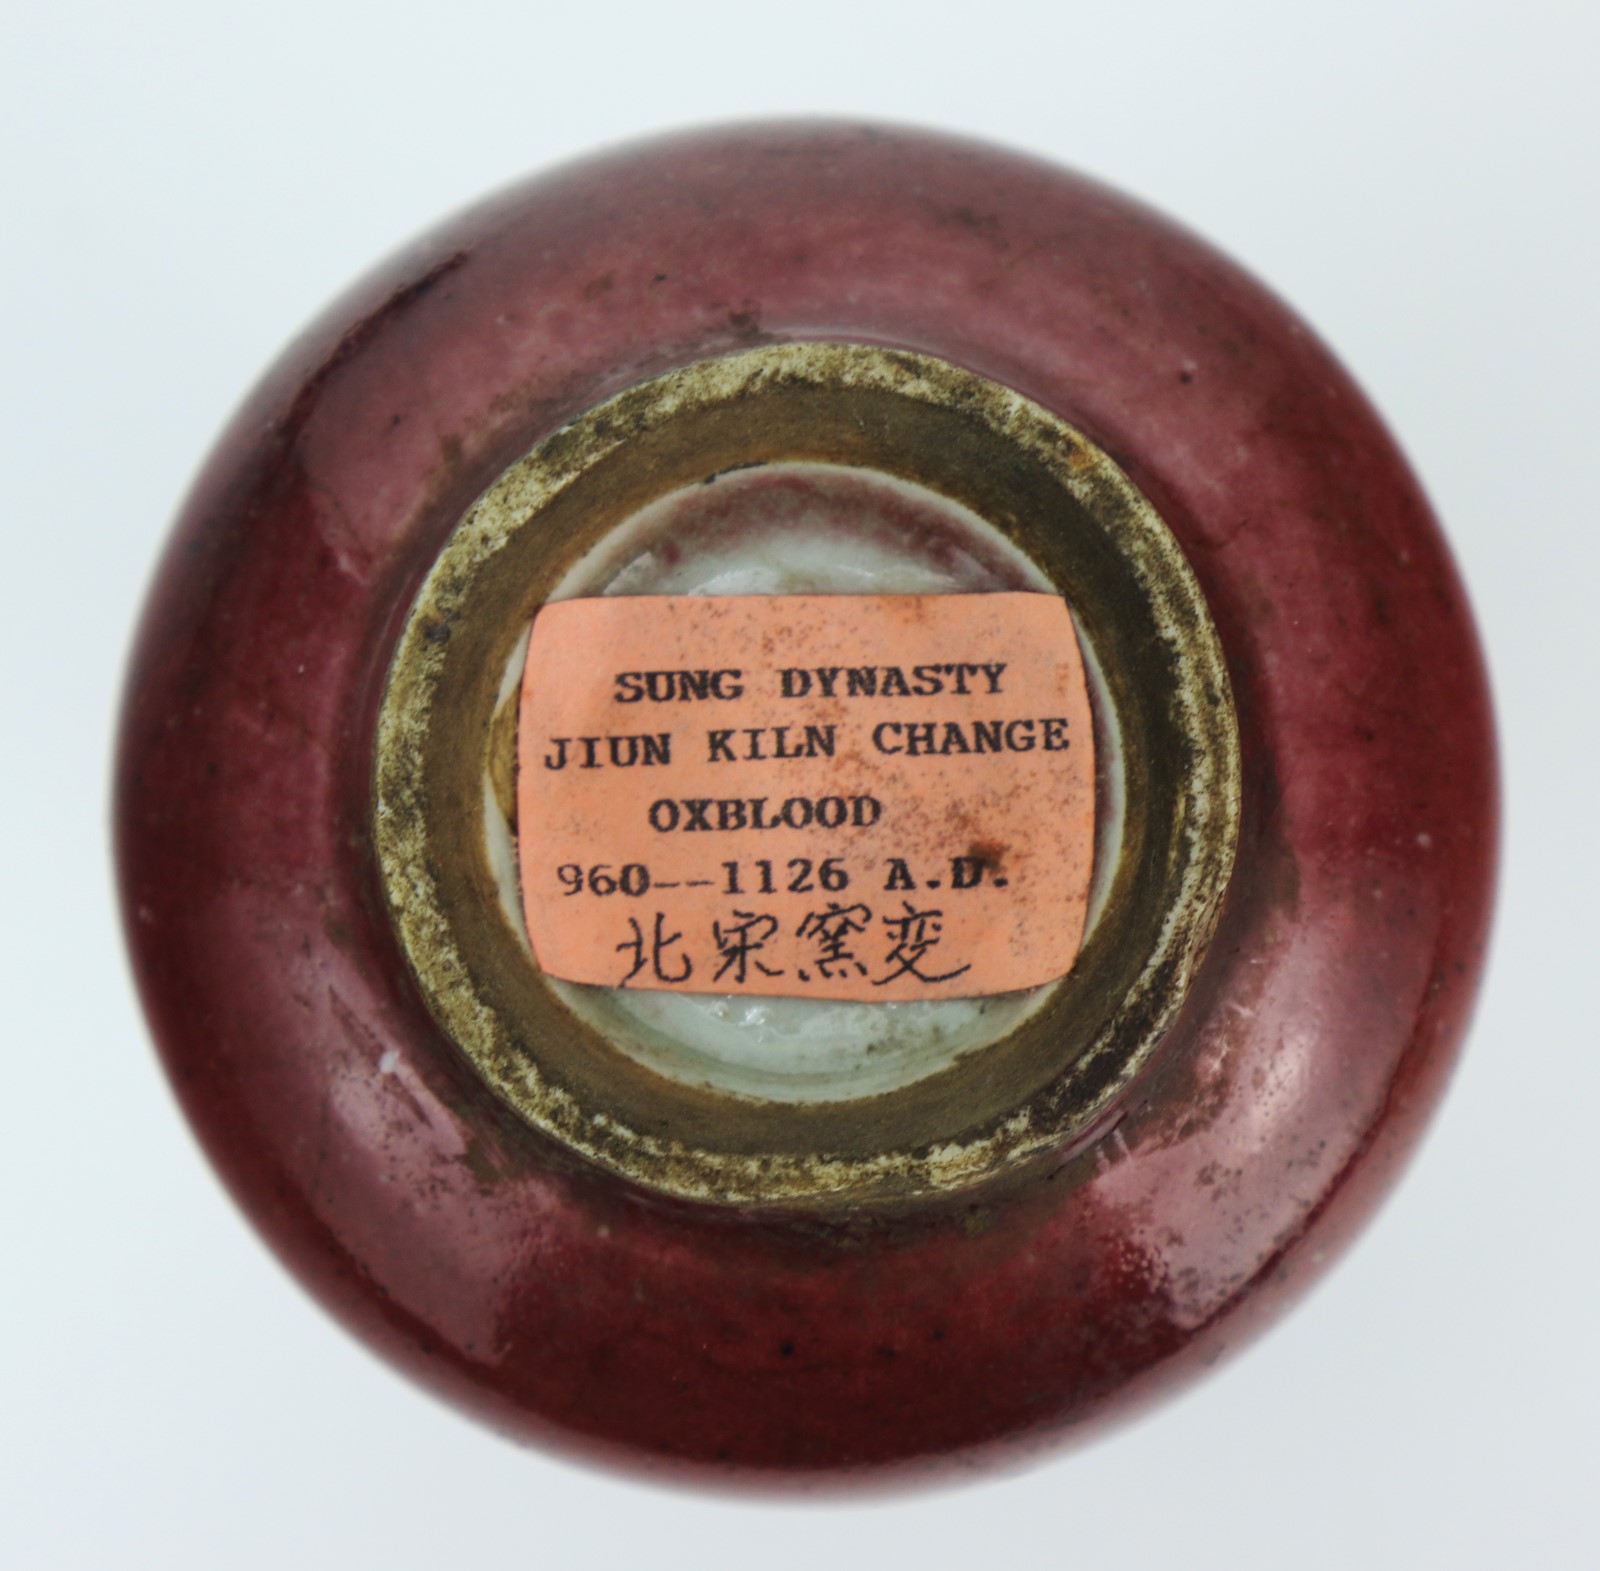 SUNG DYNASTY
JIUN KILN CHANGE
OXBLOOD
960--1126 A.D.
北宋窯变